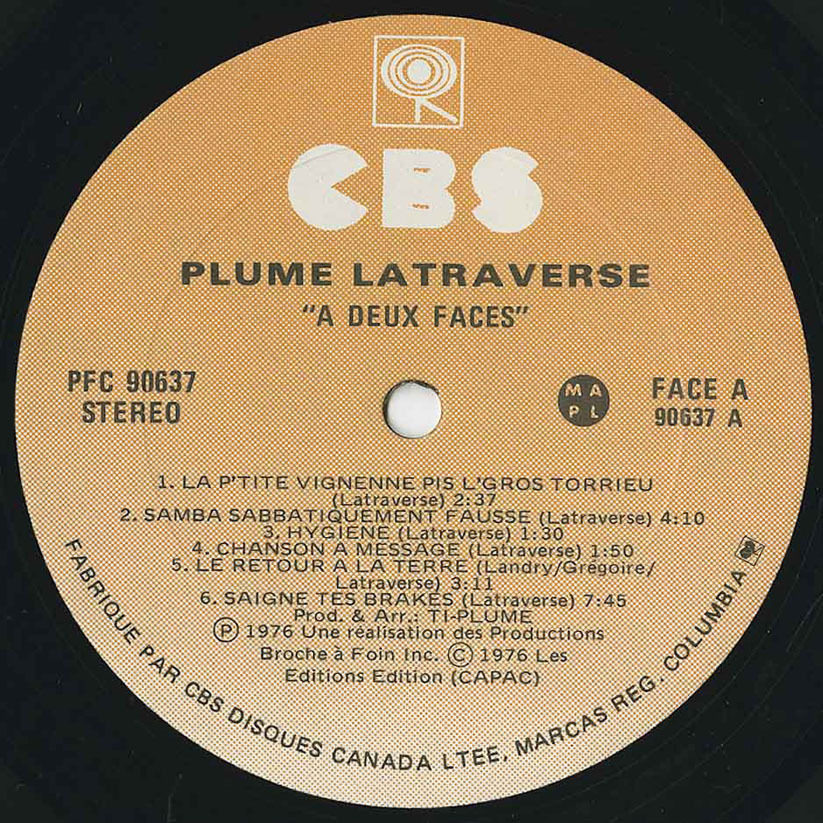 CBS
PLUME LATRAVERSE
"A DEUX FACES"
PFC 90637
STEREO
M A
P L
FACE A
90637 A
1. LA P'TITE VIGNENNE PIS L'GROS TORRIEU
(Latraverse) 2:37
2. SAMBA SABBATIQUEMENT FAUSSE (Latraverse) 4:10
3. HYGIENE (Latraverse) 1:30
4. CHANSON A MESSAGE (Latraverse) 1:50
5. LE RETOUR A LA TERRE (Landry/Grégoire/
Latraverse) 3:11
6. SAIGNE TES BRAKES (Latraverse) 7:45
Prod. & Arr.: TI-PLUME
Ⓟ 1976 Une réalisation des Productions
Broche à Foin Inc. © 1976 Les
Editions Edition (CAPAC)
FABRIQUE PAR CBS DISQUES CANADA LTEE, MARCAS REG. COLUMBIA